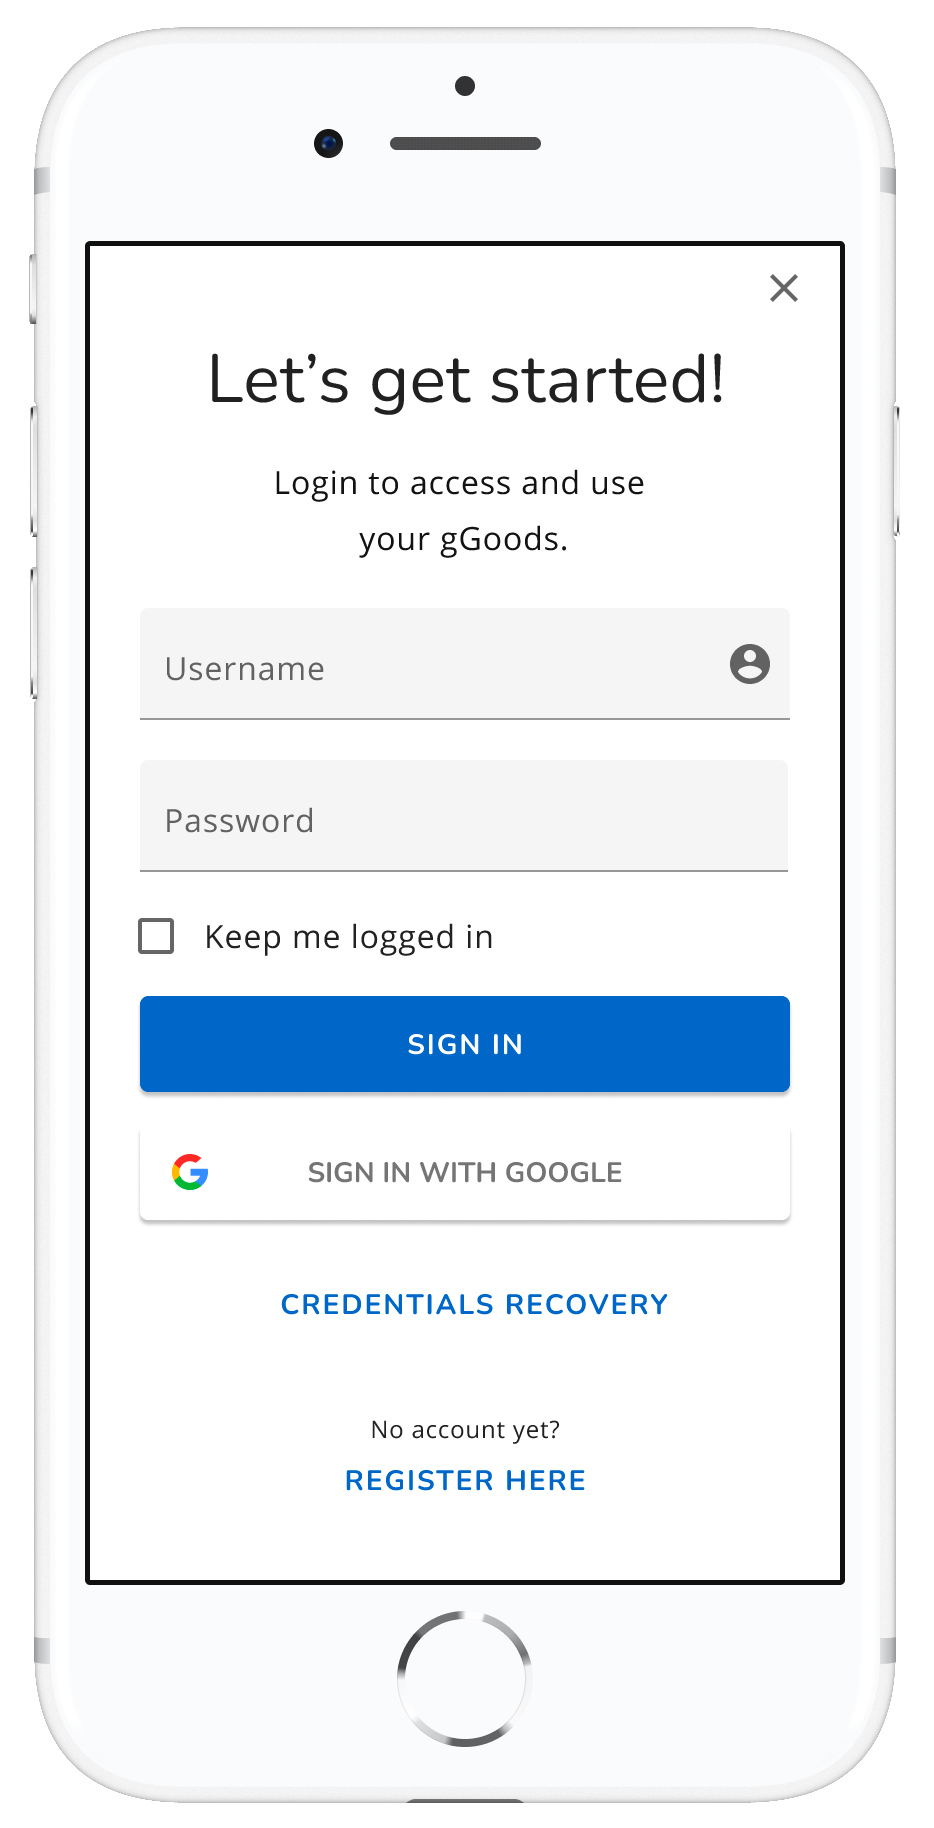 Let’s get started!
Login to access and use
your gGoods.
Username
Password
Keep me logged in
SIGN IN
SIGN IN WITH GOOGLE
CREDENTIALS RECOVERY
No account yet?
REGISTER HERE